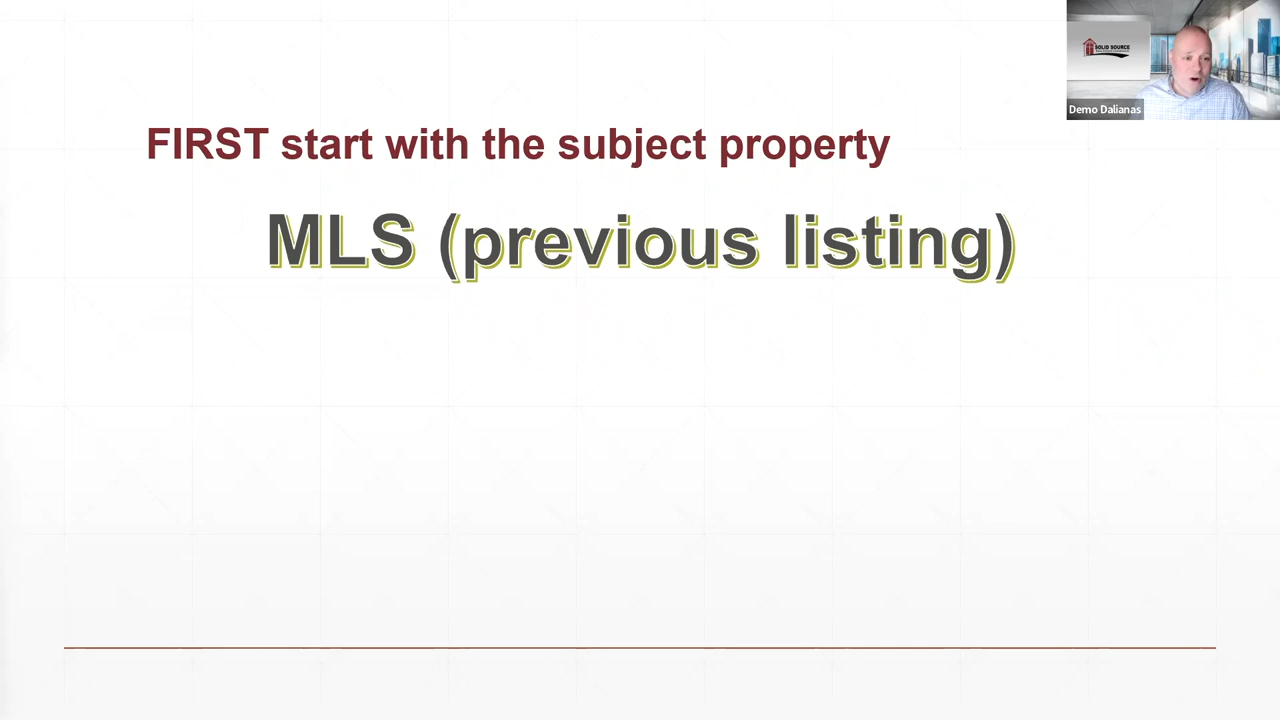 FIRST start with the subject property
MLS (previous listing)
SOLID SOURCE
Demo Dalianas